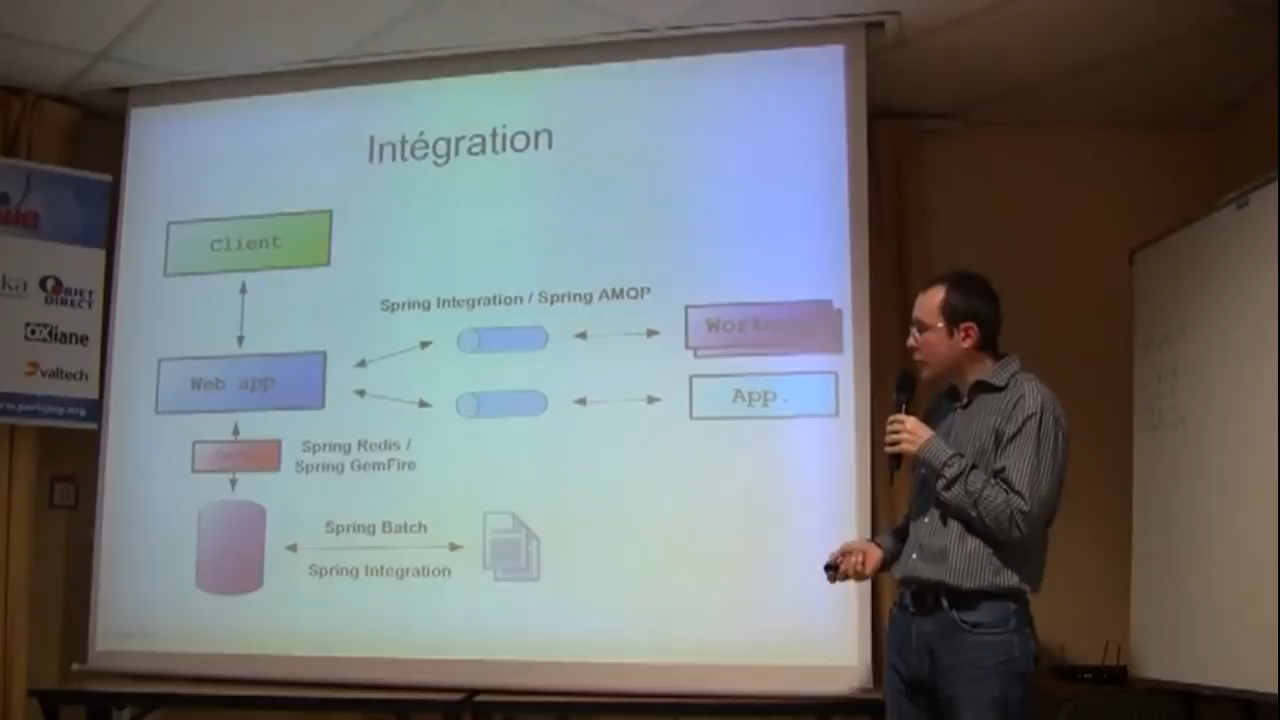 Intégration
Client
Spring Integration / Spring AMQP
Web app.
App.
Spring Redis /
Spring GemFire
Spring Batch
Spring Integration
OBJET
DIRECT
oxiane
valtech